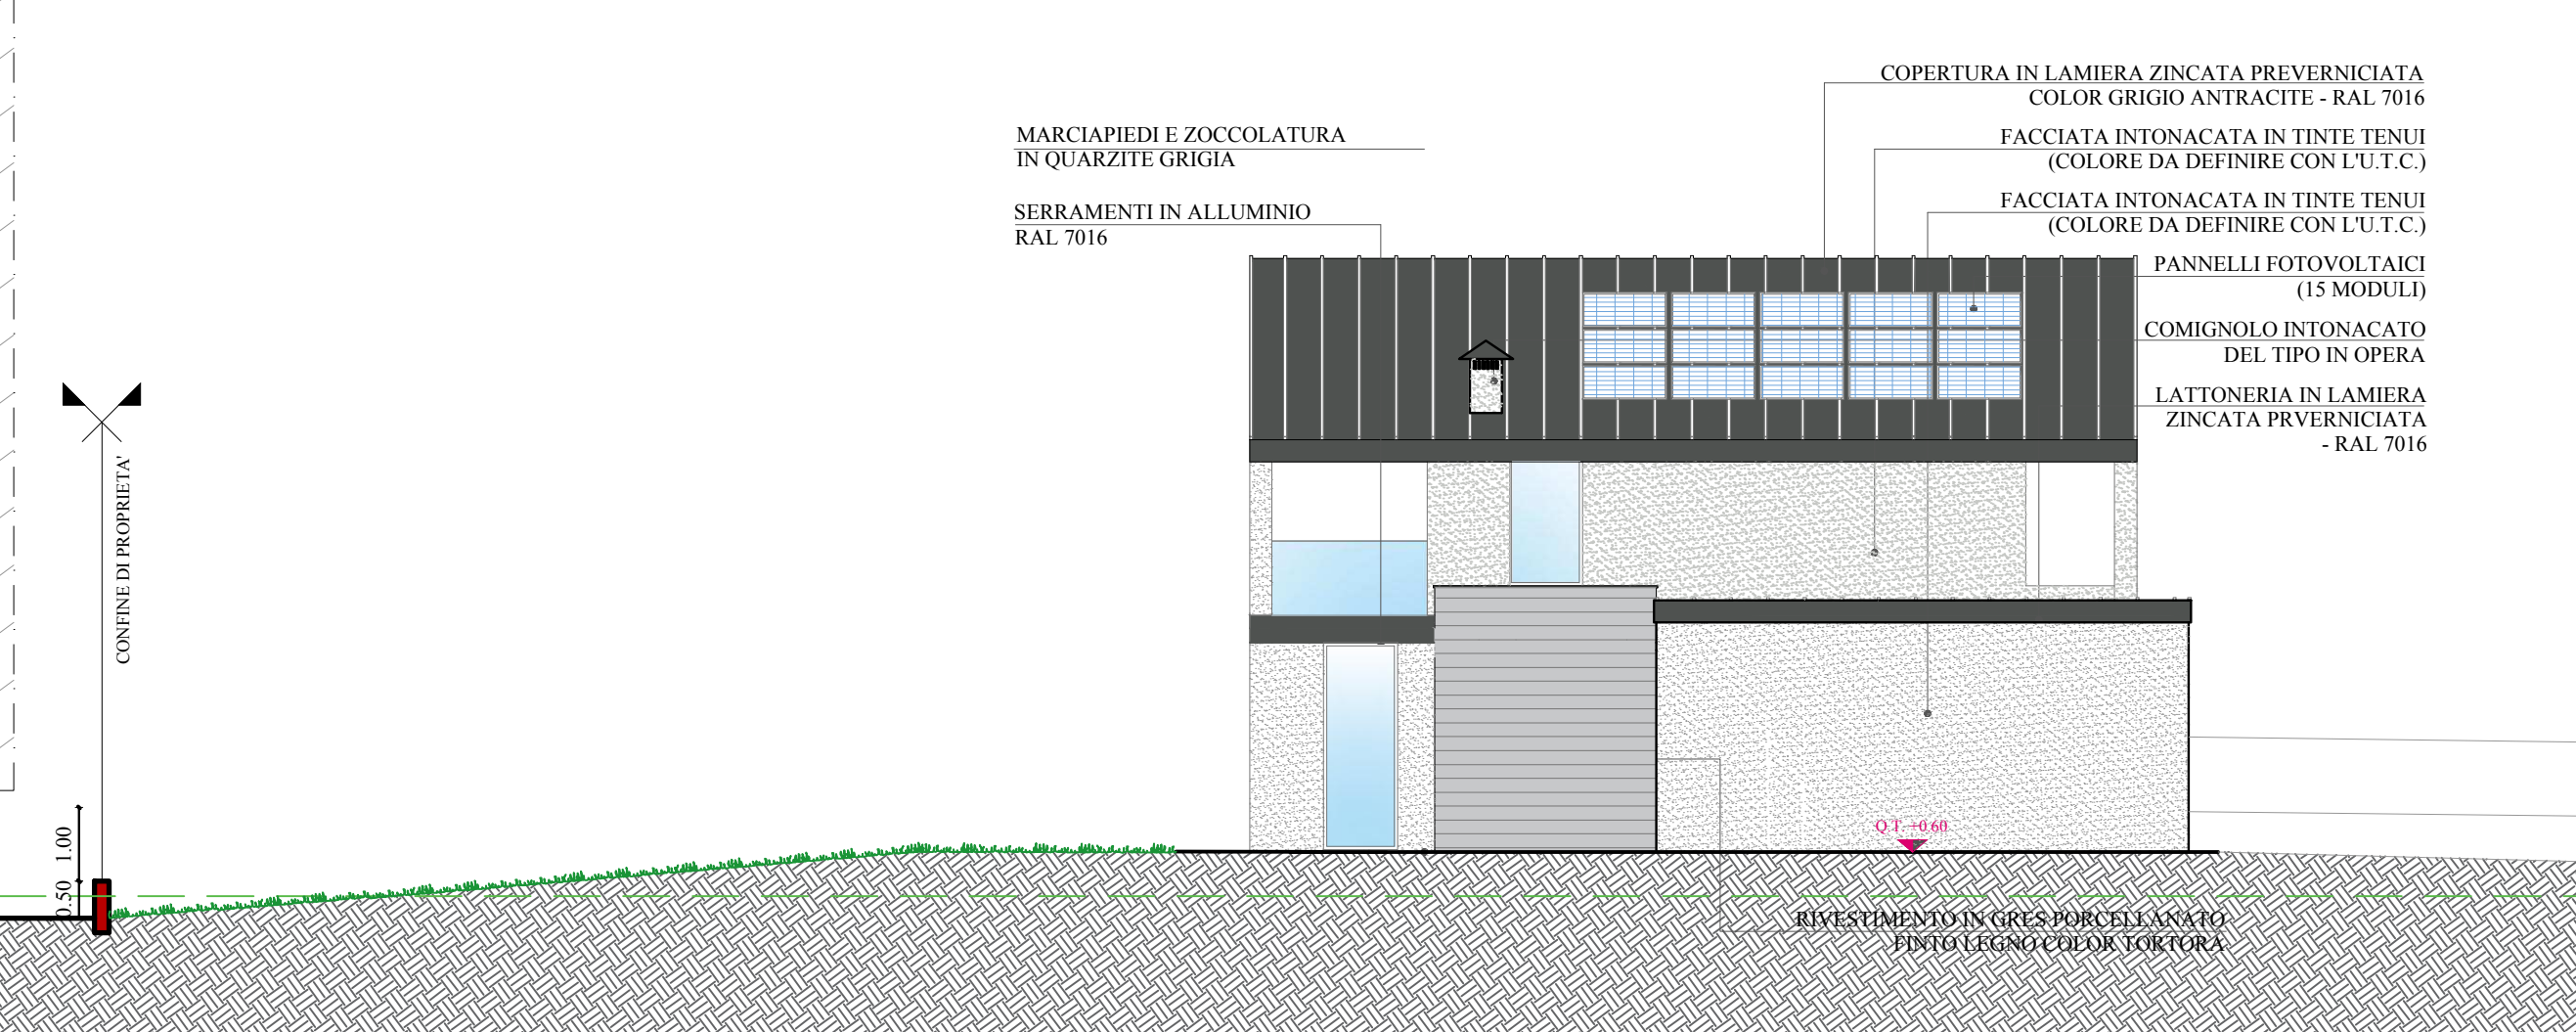 COPERTURA IN LAMIERA ZINCATA PREVERNICIATA
COLOR GRIGIO ANTRACITE - RAL 7016
MARCIAPIEDI E ZOCCOLATURA
IN QUARZITE GRIGIA
FACCIATA INTONACATA IN TINTE TENUI
(COLORE DA DEFINIRE CON L'U.T.C.)
SERRAMENTI IN ALLUMINIO
RAL 7016
FACCIATA INTONACATA IN TINTE TENUI
(COLORE DA DEFINIRE CON L'U.T.C.)
PANNELLI FOTOVOLTAICI
(15 MODULI)
COMIGNOLO INTONACATO
DEL TIPO IN OPERA
LATTONERIA IN LAMIERA
ZINCATA PRVERNICIATA
- RAL 7016
CONFINE DI PROPRIETA'
1.00
0.50
Q.T. +0.60
RIVESTIMENTO IN GRES PORCELLANATO
FINTO LEGNO COLOR TORTORA